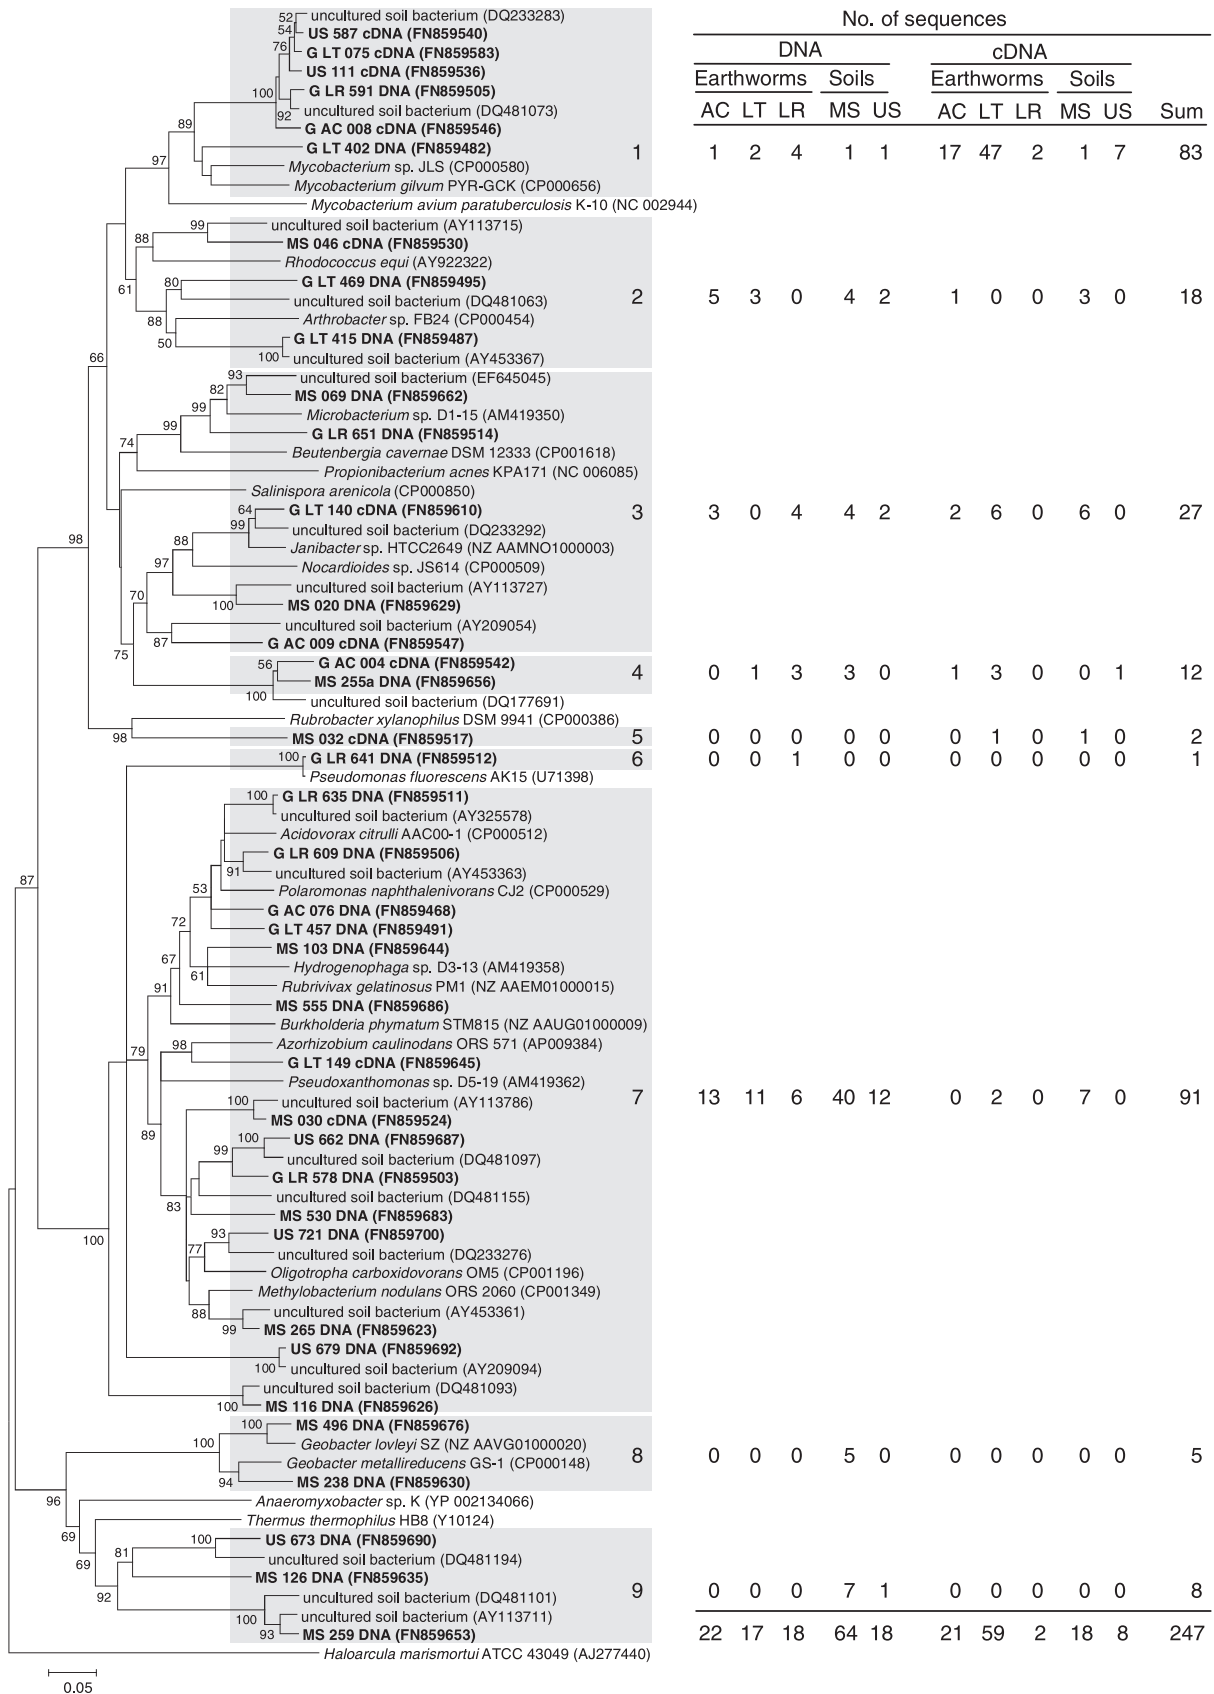 No. of sequences
DNA cDNA
Earthworms Soils Earthworms Soils
AC LT LR MS US AC LT LR MS US Sum
52 uncultured soil bacterium (DQ233283)
54 US 587 cDNA (FN859540)
76 G LT 075 cDNA (FN859583)
US 111 cDNA (FN859536)
100 G LR 591 DNA (FN859505)
92 uncultured soil bacterium (DQ481073)
89 G AC 008 cDNA (FN859546)
G LT 402 DNA (FN859482) 1 1 2 4 1 1 17 47 2 1 7 83
97 Mycobacterium sp. JLS (CP000580)
Mycobacterium gilvum PYR-GCK (CP000656)
Mycobacterium avium paratuberculosis K-10 (NC 002944)
99 uncultured soil bacterium (AY113715)
88 MS 046 cDNA (FN859530)
Rhodococcus equi (AY922322)
61 80 G LT 469 DNA (FN859495)
uncultured soil bacterium (DQ481063) 2 5 3 0 4 2 1 0 0 3 0 18
88 Arthrobacter sp. FB24 (CP000454)
50 G LT 415 DNA (FN859487)
66 100 uncultured soil bacterium (AY453367)
93 uncultured soil bacterium (EF645045)
82 MS 069 DNA (FN859662)
99 Microbacterium sp. D1-15 (AM419350)
99 G LR 651 DNA (FN859514)
74 Beutenbergia cavernae DSM 12333 (CP001618)
Propionibacterium acnes KPA171 (NC 006085)
Salinispora arenicola (CP000850)
64 G LT 140 cDNA (FN859610) 3 3 0 4 4 2 2 6 0 6 0 27
99 uncultured soil bacterium (DQ233292)
98 88 Janibacter sp. HTCC2649 (NZ AAMNO1000003)
97 Nocardioides sp. JS614 (CP000509)
uncultured soil bacterium (AY113727)
70 100 MS 020 DNA (FN859629)
uncultured soil bacterium (AY209054)
87 G AC 009 cDNA (FN859547)
75 56 G AC 004 cDNA (FN859542)
MS 255a DNA (FN859656) 4 0 1 3 3 0 1 3 0 0 1 12
100 uncultured soil bacterium (DQ177691)
Rubrobacter xylanophilus DSM 9941 (CP000386)
98 MS 032 cDNA (FN859517) 5 0 0 0 0 0 0 1 0 1 0 2
100 G LR 641 DNA (FN859512) 6 0 0 1 0 0 0 0 0 0 0 1
Pseudomonas fluorescens AK15 (U71398)
100 G LR 635 DNA (FN859511)
uncultured soil bacterium (AY325578)
Acidovorax citrulli AAC00-1 (CP000512)
G LR 609 DNA (FN859506)
87 91 uncultured soil bacterium (AY453363)
53 Polaromonas naphthalenivorans CJ2 (CP000529)
G AC 076 DNA (FN859468)
72 G LT 457 DNA (FN859491)
MS 103 DNA (FN859644)
67 61 Hydrogenophaga sp. D3-13 (AM419358)
91 Rubrivivax gelatinosus PM1 (NZ AAEM01000015)
MS 555 DNA (FN859686)
Burkholderia phymatum STM815 (NZ AAUG01000009)
79 98 Azorhizobium caulinodans ORS 571 (AP009384)
G LT 149 cDNA (FN859645)
Pseudoxanthomonas sp. D5-19 (AM419362)
100 uncultured soil bacterium (AY113786) 7 13 11 6 40 12 0 2 0 7 0 91
89 MS 030 cDNA (FN859524)
100 US 662 DNA (FN859687)
99 uncultured soil bacterium (DQ481097)
G LR 578 DNA (FN859503)
83 uncultured soil bacterium (DQ481155)
MS 530 DNA (FN859683)
100 93 US 721 DNA (FN859700)
77 uncultured soil bacterium (DQ233276)
Oligotropha carboxidovorans OM5 (CP001196)
Methylobacterium nodulans ORS 2060 (CP001349)
88 uncultured soil bacterium (AY453361)
99 MS 265 DNA (FN859623)
US 679 DNA (FN859692)
100 uncultured soil bacterium (AY209094)
uncultured soil bacterium (DQ481093)
100 MS 116 DNA (FN859626)
100 MS 496 DNA (FN859676)
100 Geobacter lovleyi SZ (NZ AAVG01000020) 8 0 0 0 5 0 0 0 0 0 0 5
Geobacter metallireducens GS-1 (CP000148)
94 MS 238 DNA (FN859630)
96 Anaeromyxobacter sp. K (YP 002134066)
69 Thermus thermophilus HB8 (Y10124)
100 US 673 DNA (FN859690)
69 81 uncultured soil bacterium (DQ481194)
MS 126 DNA (FN859635) 9 0 0 0 7 1 0 0 0 0 0 8
92 uncultured soil bacterium (DQ481101)
100 uncultured soil bacterium (AY113711)
93 MS 259 DNA (FN859653) 22 17 18 64 18 21 59 2 18 8 247
Haloarcula marismortui ATCC 43049 (AJ277440)
0.05